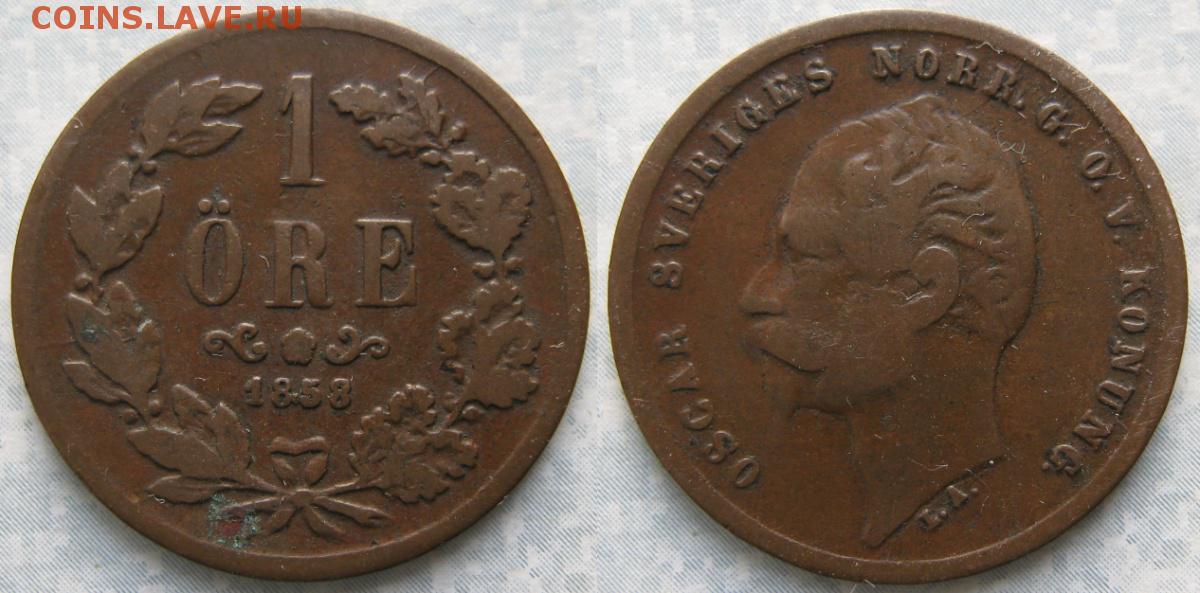 COINS.LAVE.RU
1
ÖRE
1858
OSCAR SVERIGES NORR. G. O. V. KONUNG.
L.A.